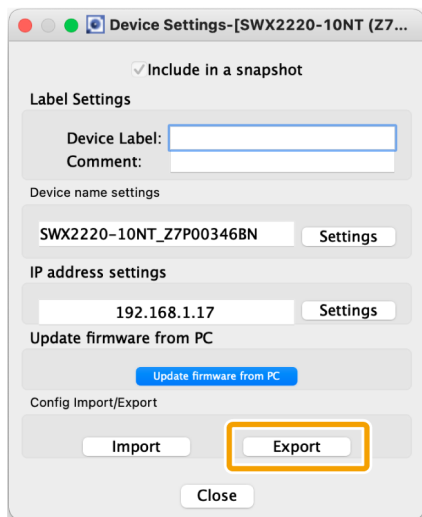 Device Settings-[SWX2220-10NT (Z7...
Include in a snapshot
Label Settings
Device Label:
Comment:
Device name settings
SWX2220-10NT_Z7P00346BN Settings
IP address settings
192.168.1.17 Settings
Update firmware from PC
Update firmware from PC
Config Import/Export
Import Export
Close